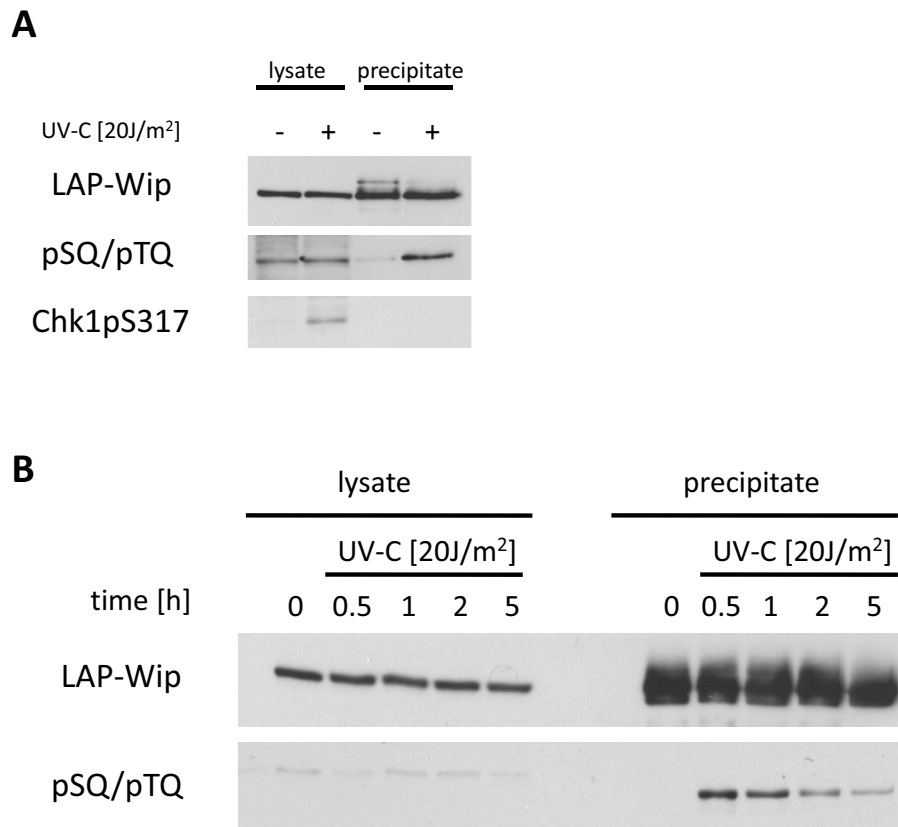 A
lysate precipitate
UV-C [20J/m²] - + - +
LAP-Wip
pSQ/pTQ
Chk1pS317
B
lysate precipitate
UV-C [20J/m²] UV-C [20J/m²]
time [h] 0 0.5 1 2 5 0 0.5 1 2 5
LAP-Wip
pSQ/pTQ